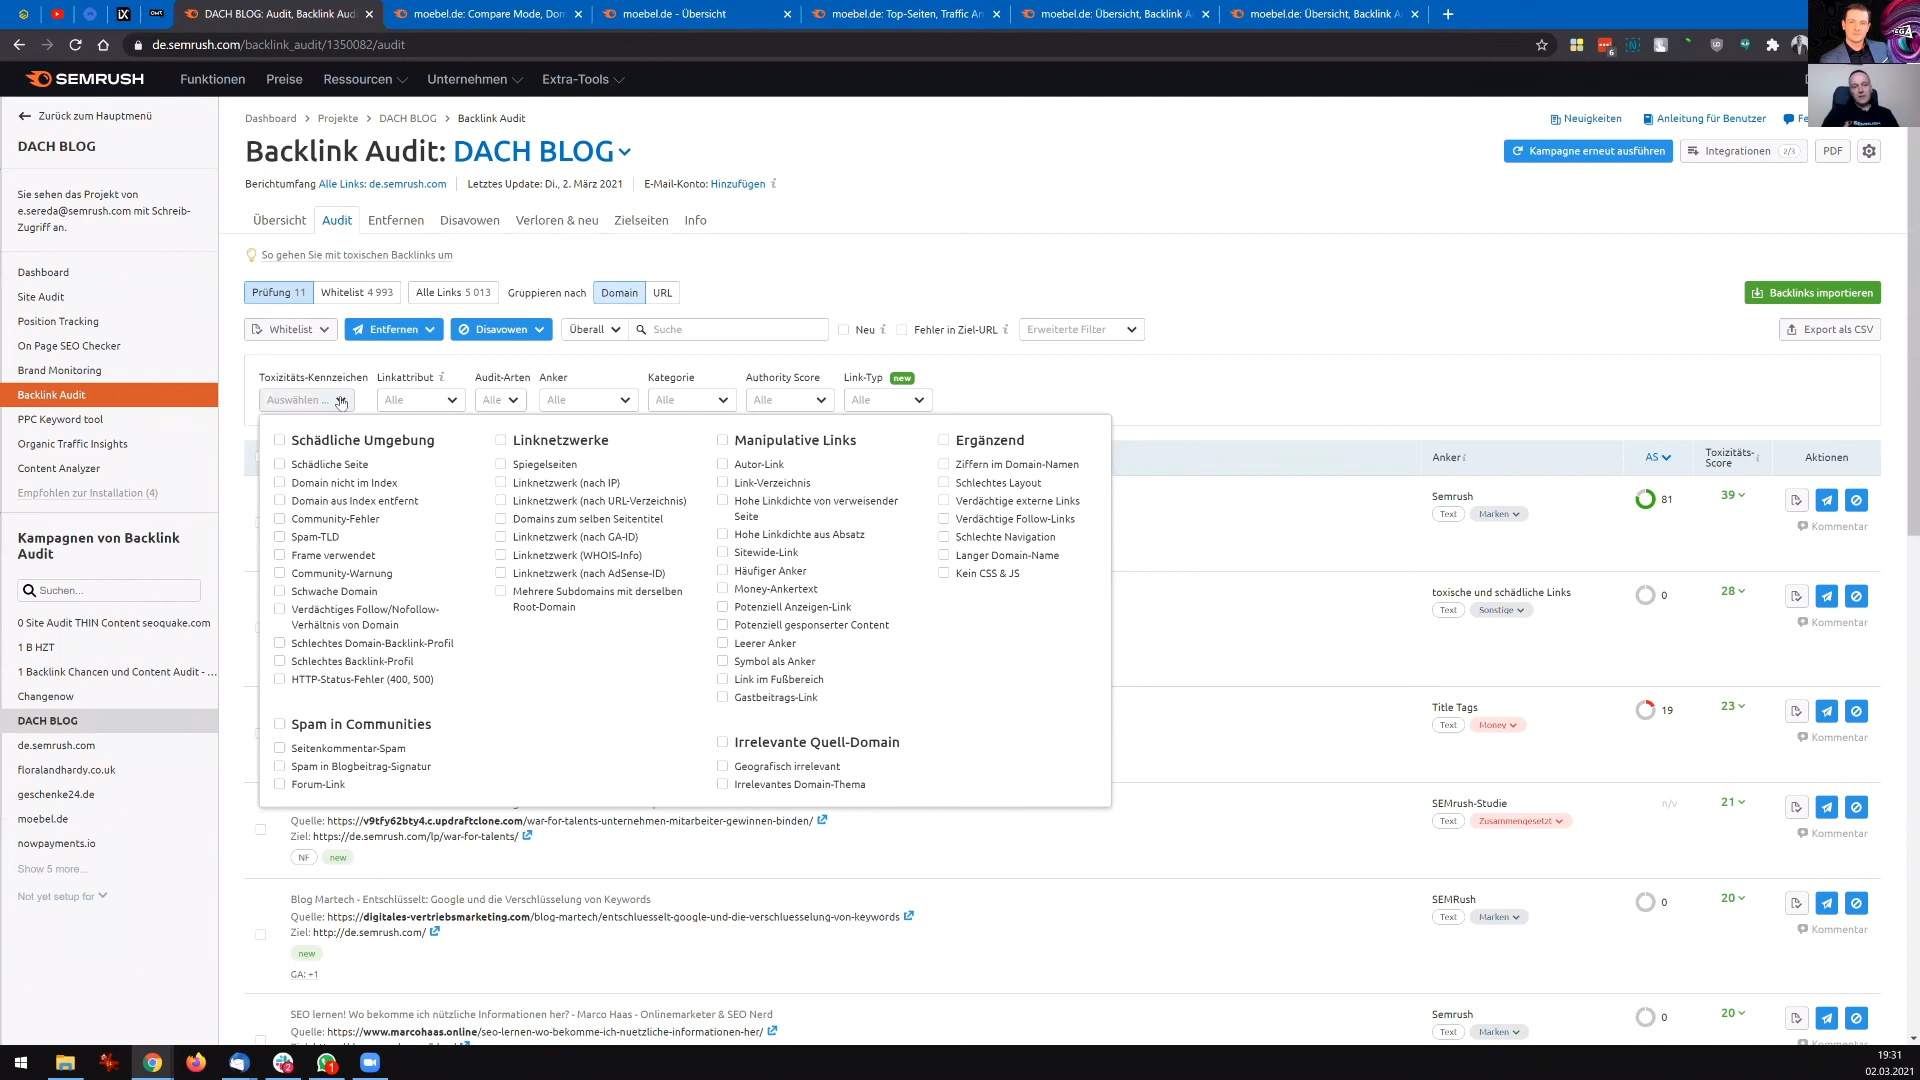 DACH BLOG: Audit, Backlink Aud
moebel.de: Compare Mode, Dom
moebel.de - Übersicht
moebel.de: Top-Seiten, Traffic An
moebel.de: Übersicht, Backlink A
moebel.de: Übersicht, Backlink A
de.semrush.com/backlink_audit/1350082/audit
SEMRUSH
Funktionen
Preise
Ressourcen
Unternehmen
Extra-Tools
Zurück zum Hauptmenü
DACH BLOG
Sie sehen das Projekt von
e.sereda@semrush.com mit Schreib-
Zugriff an.
Dashboard
Site Audit
Position Tracking
On Page SEO Checker
Brand Monitoring
Backlink Audit
PPC Keyword tool
Organic Traffic Insights
Content Analyzer
Empfohlen zur Installation (4)
Kampagnen von Backlink
Audit
Suchen...
0 Site Audit THIN Content seoquake.com
1 B HZT
1 Backlink Chancen und Content Audit - ...
Changenow
DACH BLOG
de.semrush.com
floralandhardy.co.uk
geschenke24.de
moebel.de
nowpayments.io
Show 5 more...
Not yet setup for
Dashboard > Projekte > DACH BLOG > Backlink Audit
Neuigkeiten
Anleitung für Benutzer
Fe
Backlink Audit: DACH BLOG
Kampagne erneut ausführen
Integrationen 2/3
PDF
Berichtumfang Alle Links: de.semrush.com
Letztes Update: Di., 2. März 2021
E-Mail-Konto: Hinzufügen
Übersicht
Audit
Entfernen
Disavowen
Verloren & neu
Zielseiten
Info
So gehen Sie mit toxischen Backlinks um
Prüfung 11
Whitelist 4 993
Alle Links 5 013
Gruppieren nach
Domain
URL
Backlinks importieren
Whitelist
Entfernen
Disavowen
Überall
Suche
Neu
Fehler in Ziel-URL
Erweiterte Filter
Export als CSV
Toxizitäts-Kennzeichen
Linkattribut
Audit-Arten
Anker
Kategorie
Authority Score
Link-Typ new
Auswählen ...
Alle
Alle
Alle
Alle
Alle
Alle
Schädliche Umgebung
Schädliche Seite
Domain nicht im Index
Domain aus Index entfernt
Community-Fehler
Spam-TLD
Frame verwendet
Community-Warnung
Schwache Domain
Verdächtiges Follow/Nofollow-
Verhältnis von Domain
Schlechtes Domain-Backlink-Profil
Schlechtes Backlink-Profil
HTTP-Status-Fehler (400, 500)
Spam in Communities
Seitenkommentar-Spam
Spam in Blogbeitrag-Signatur
Forum-Link
Linknetzwerke
Spiegelseiten
Linknetzwerk (nach IP)
Linknetzwerk (nach URL-Verzeichnis)
Domains zum selben Seitentitel
Linknetzwerk (nach GA-ID)
Linknetzwerk (WHOIS-Info)
Linknetzwerk (nach AdSense-ID)
Mehrere Subdomains mit derselben
Root-Domain
Manipulative Links
Autor-Link
Link-Verzeichnis
Hohe Linkdichte von verweisender
Seite
Hohe Linkdichte aus Absatz
Sitewide-Link
Häufiger Anker
Money-Ankertext
Potenziell Anzeigen-Link
Potenziell gesponserter Content
Leerer Anker
Symbol als Anker
Link im Fußbereich
Gastbeitrags-Link
Irrelevante Quell-Domain
Geografisch irrelevant
Irrelevantes Domain-Thema
Ergänzend
Ziffern im Domain-Namen
Schlechtes Layout
Verdächtige externe Links
Verdächtige Follow-Links
Schlechte Navigation
Langer Domain-Name
Kein CSS & JS
Anker
AS
Toxizitäts-
Score
Aktionen
Semrush
Text Marken
81
39
Kommentar
toxische und schädliche Links
Text Sonstige
0
28
Kommentar
Title Tags
Text Money
19
23
Kommentar
Quelle: https://v9tfy62bty4.c.updraftclone.com/war-for-talents-unternehmen-mitarbeiter-gewinnen-binden/
Ziel: https://de.semrush.com/lp/war-for-talents/
NF new
SEMrush-Studie
Text Zusammengesetzt
n/v
21
Kommentar
Blog Martech - Entschlüsselt: Google und die Verschlüsselung von Keywords
Quelle: https://digitales-vertriebsmarketing.com/blog-martech/entschluesselt-google-und-die-verschluesselung-von-keywords
Ziel: http://de.semrush.com/
new
GA: +1
SEMRush
Text Marken
0
20
Kommentar
SEO lernen! Wo bekomme ich nützliche Informationen her? - Marco Haas - Onlinemarketer & SEO Nerd
Quelle: https://www.marcohaas.online/seo-lernen-wo-bekomme-ich-nuetzliche-informationen-her/
Semrush
Text Marken
0
20
19:31
02.03.2021